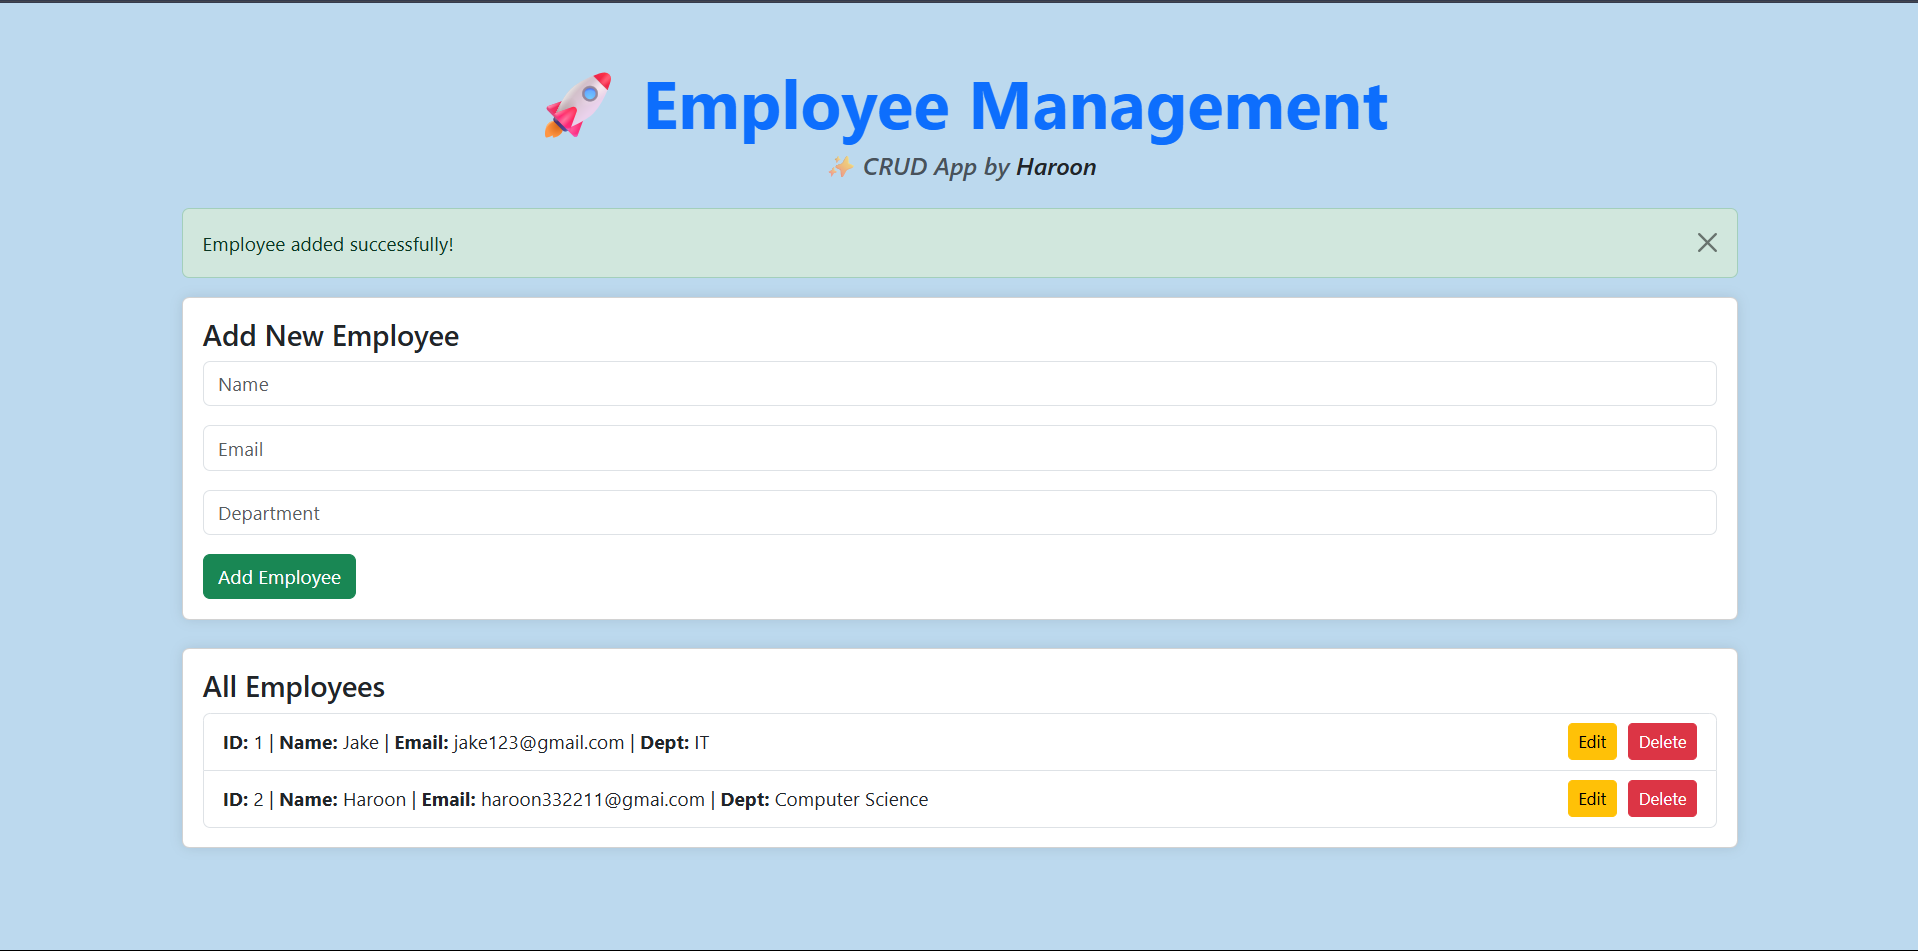 🚀 Employee Management
✨ CRUD App by Haroon
Employee added successfully!
Add New Employee
Name
Email
Department
Add Employee
All Employees
ID: 1 | Name: Jake | Email: jake123@gmail.com | Dept: IT Edit Delete
ID: 2 | Name: Haroon | Email: haroon332211@gmai.com | Dept: Computer Science Edit Delete